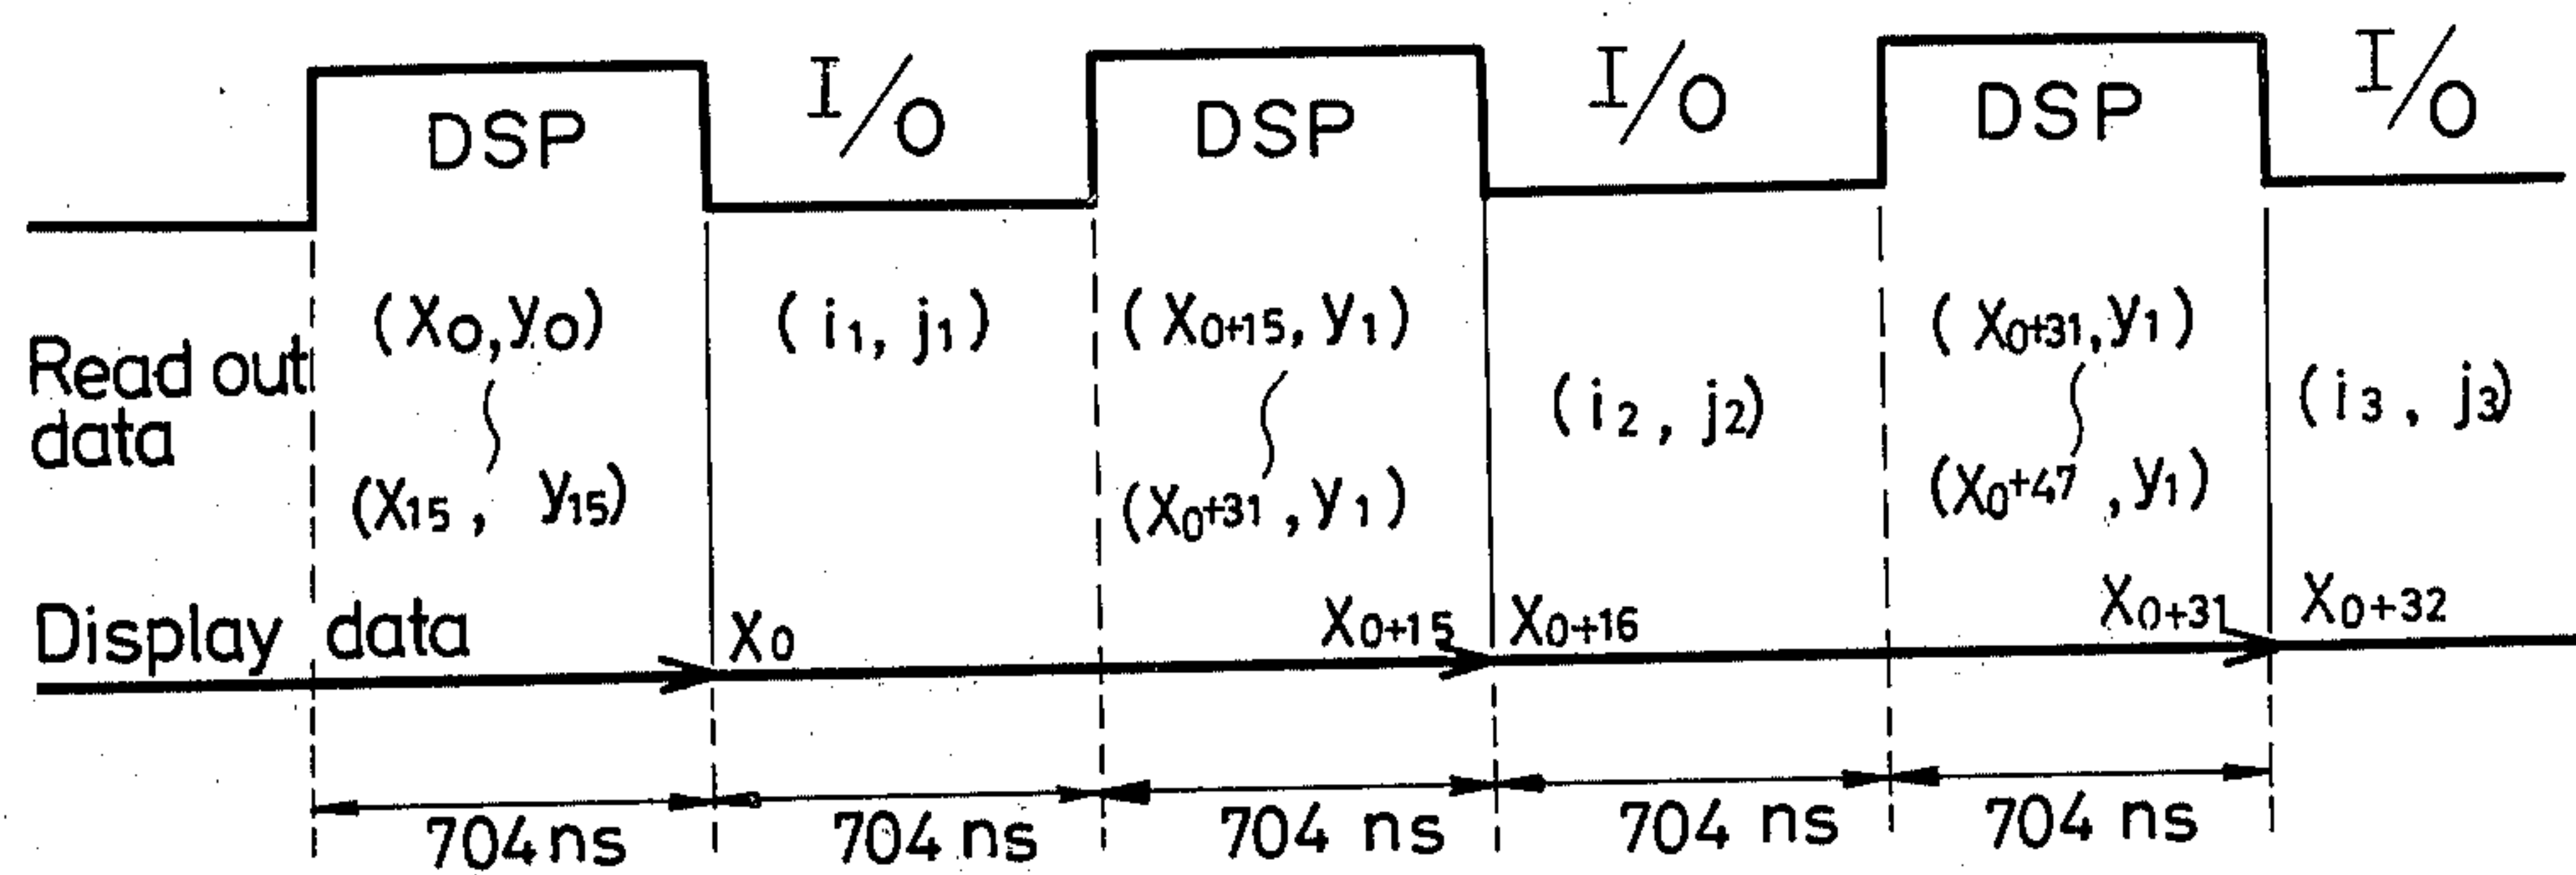 DSP I/O DSP I/O DSP I/O
Read out data
(X0, y0) (i1, j1) (X0+15, y1) (X0+31, y1)
(i2, j2) (i3, j3)
(X15, y15) (X0+31, y1) (X0+47, y1)
Display data X0 X0+15 X0+16 X0+31 X0+32
704 ns 704 ns 704 ns 704 ns 704 ns